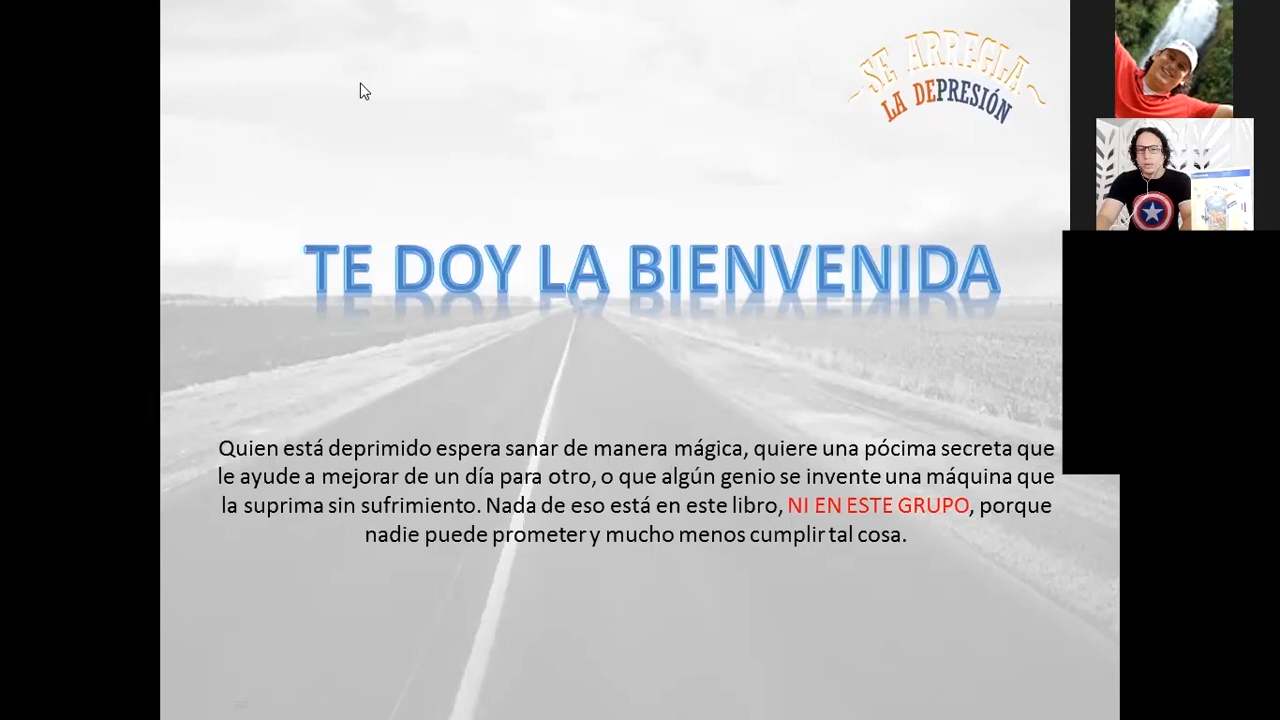 SE ARREGLA
LA DEPRESIÓN
TE DOY LA BIENVENIDA
Quien está deprimido espera sanar de manera mágica, quiere una pócima secreta que
le ayude a mejorar de un día para otro, o que algún genio se invente una máquina que
la suprima sin sufrimiento. Nada de eso está en este libro, NI EN ESTE GRUPO, porque
nadie puede prometer y mucho menos cumplir tal cosa.